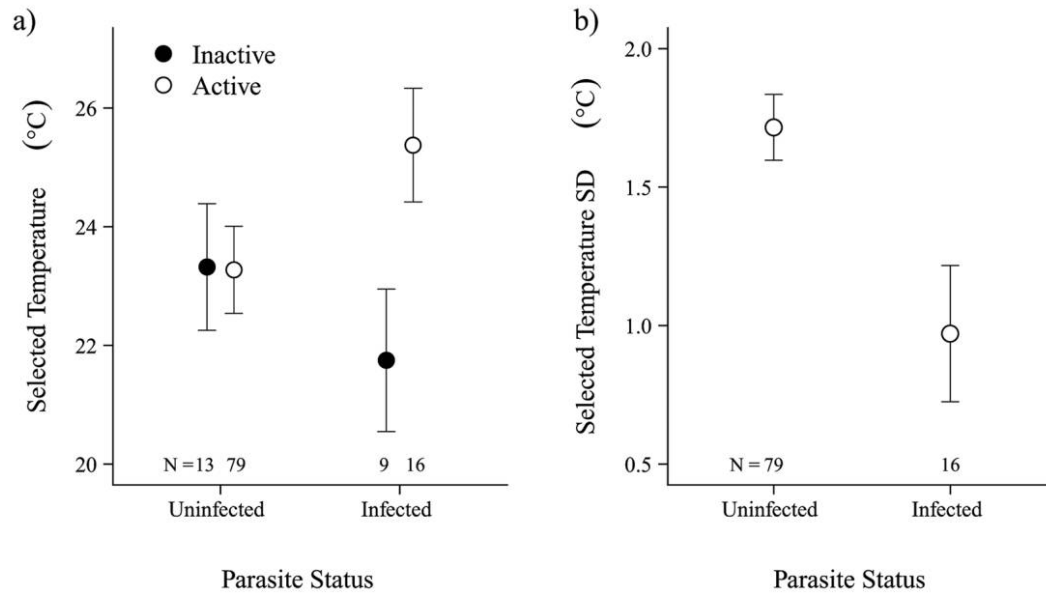 a)
Selected Temperature (°C)
26
24
22
20
Inactive
Active
N = 13 79
9 16
Uninfected
Infected
b)
Selected Temperature SD (°C)
2.0
1.5
1.0
0.5
N = 79
16
Uninfected
Infected
Parasite Status
Parasite Status